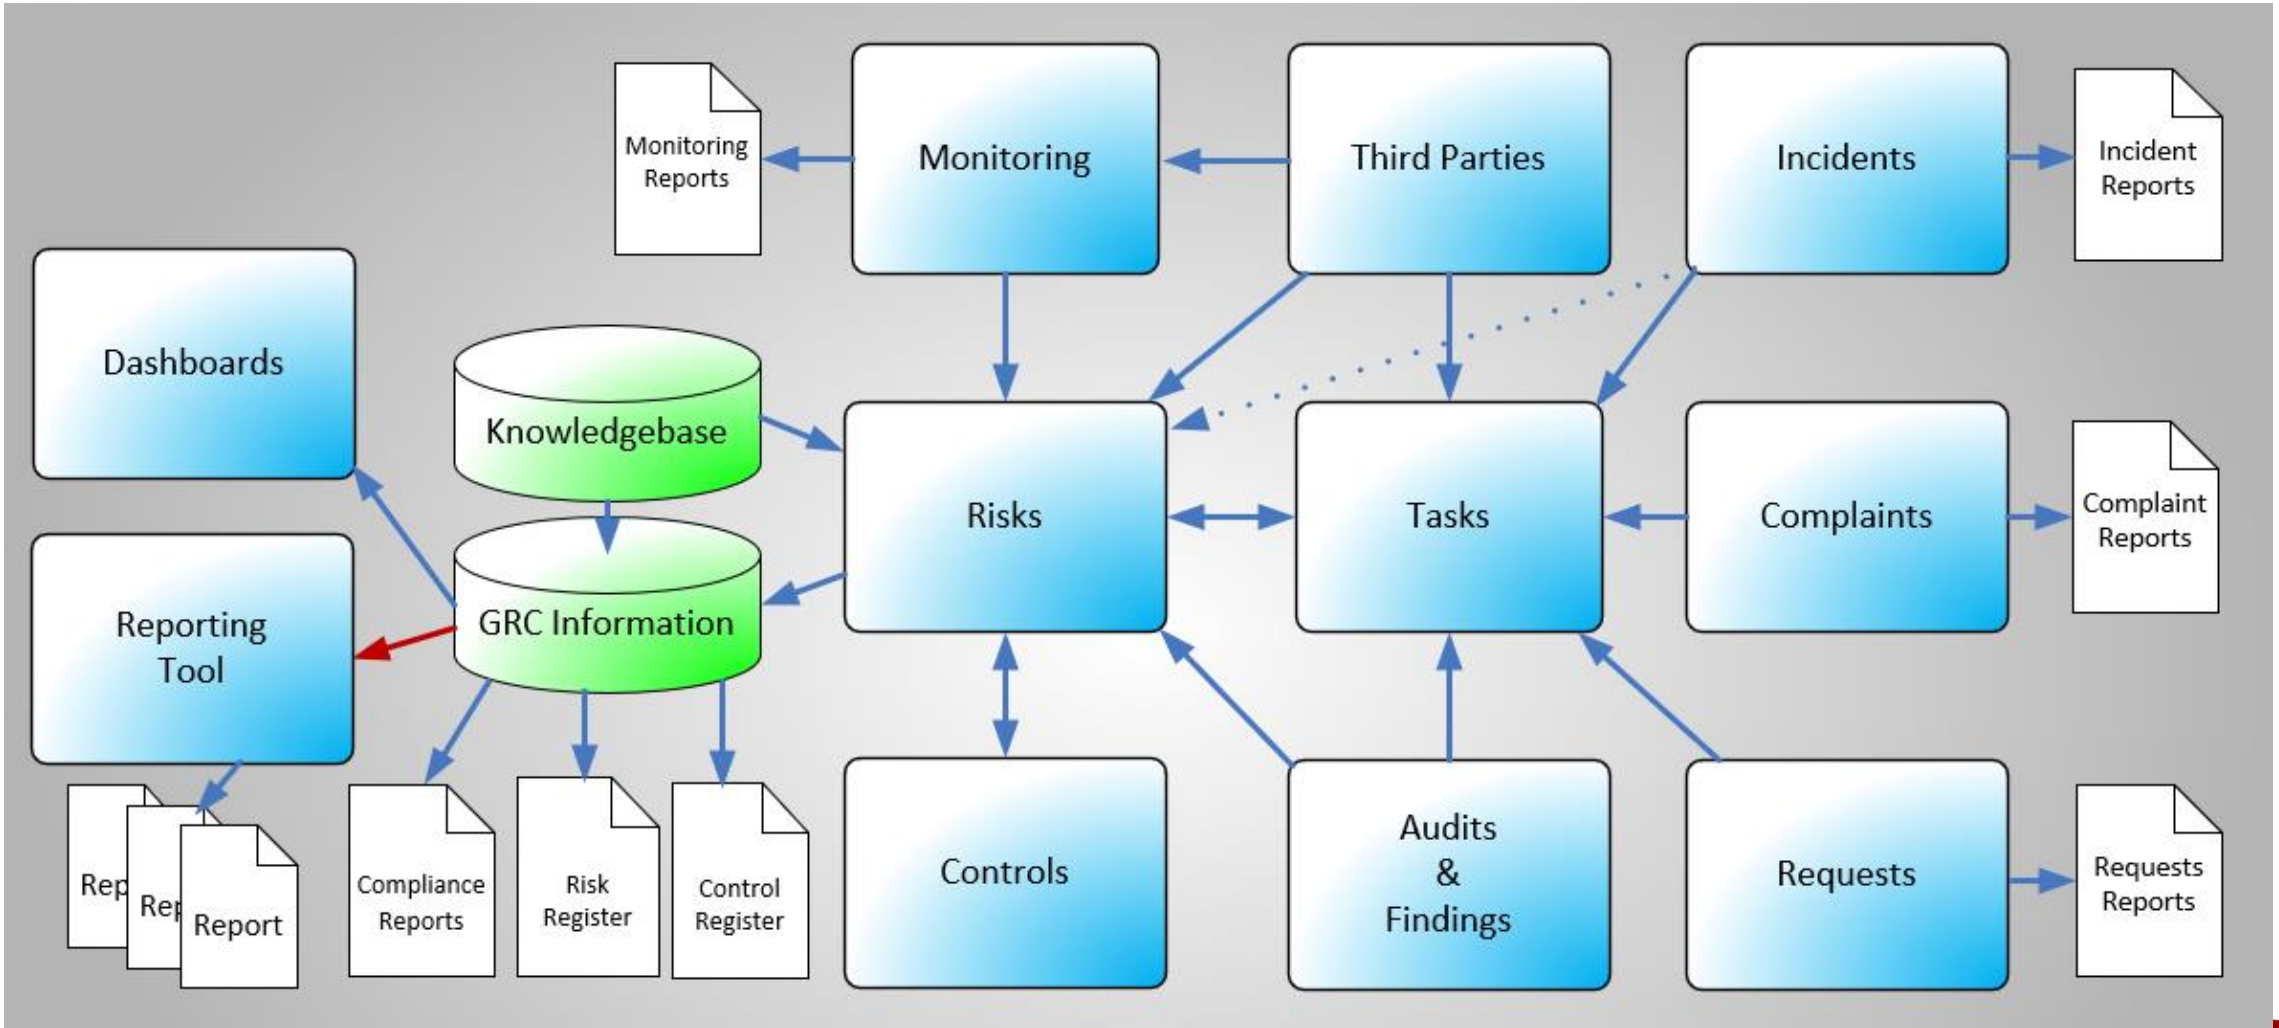 Monitoring
Reports
Monitoring
Third Parties
Incidents
Incident
Reports
Dashboards
Knowledgebase
Risks
Tasks
Complaints
Complaint
Reports
Reporting
Tool
GRC Information
Rep
Rep
Report
Compliance
Reports
Risk
Register
Control
Register
Controls
Audits
&
Findings
Requests
Requests
Reports